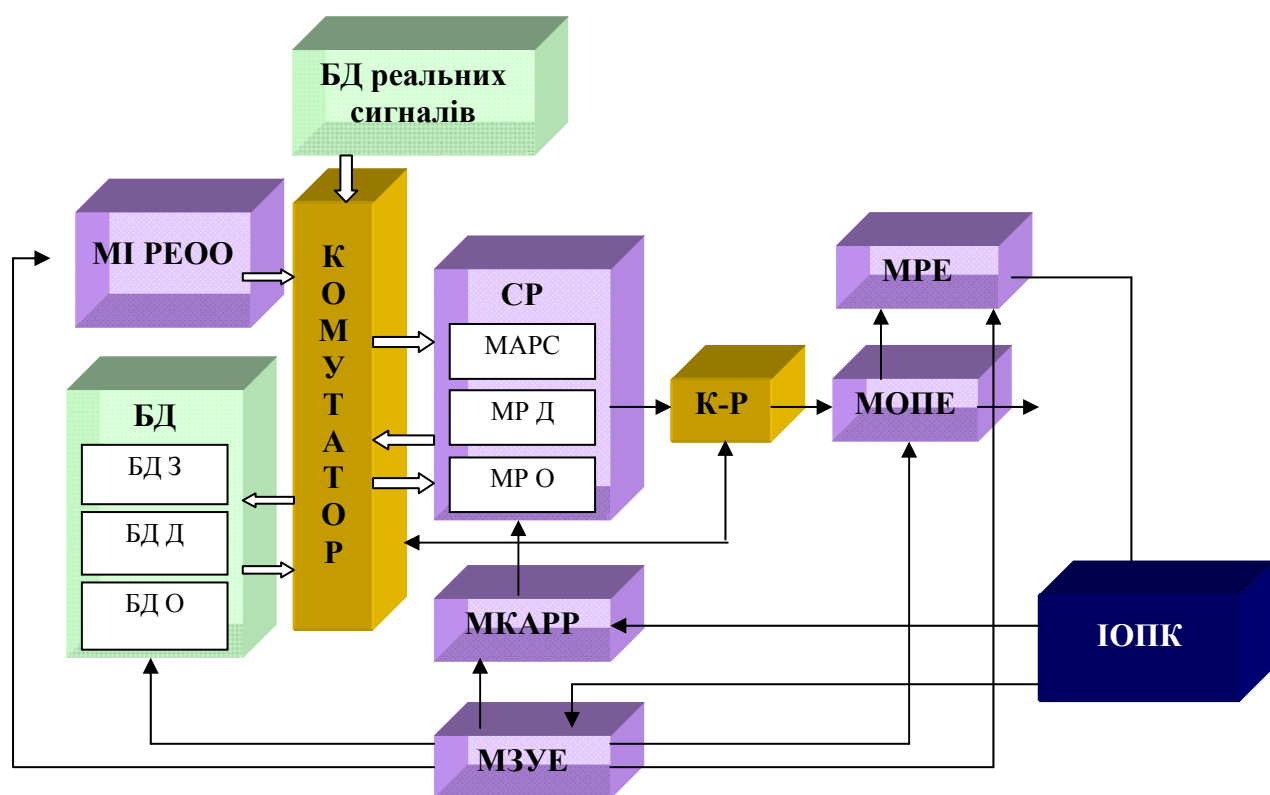 БД реальних
сигналів
МІ РЕОО
К
О
М
У
Т
А
Т
О
Р
СР
МАРС
МР Д
МР О
МРЕ
К-Р
МОПЕ
БД
БД З
БД Д
БД О
МКАРР
ІОПК
МЗУЕ